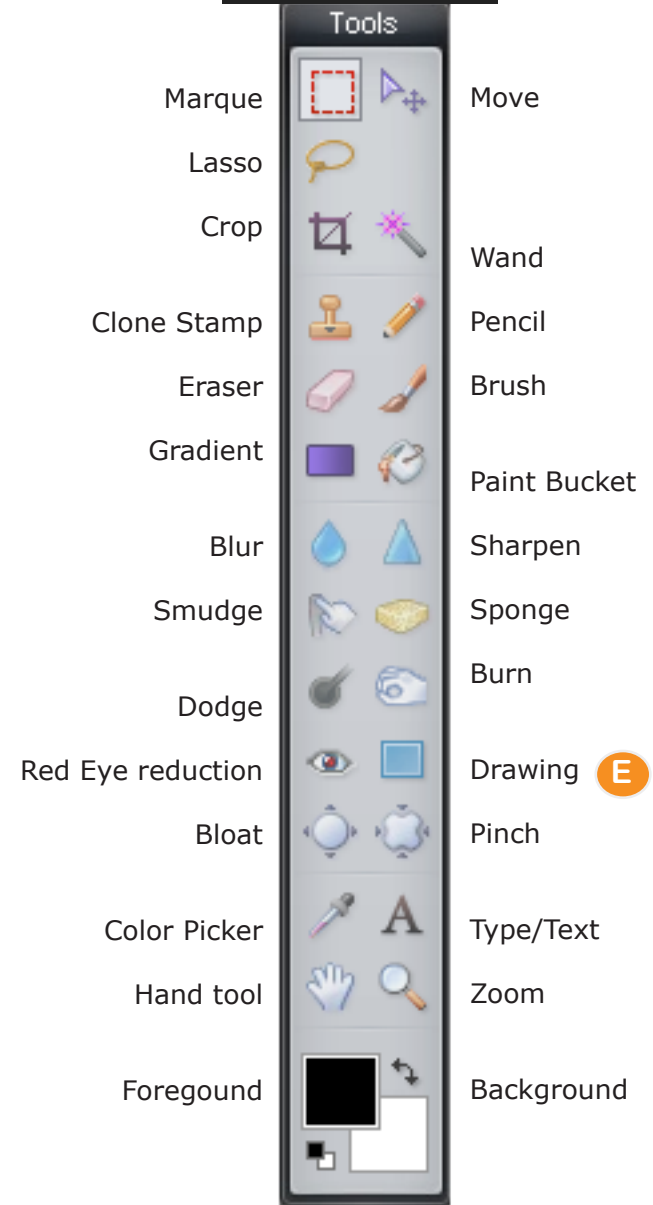 Tools
Marque
Move
Lasso
Crop
Wand
Clone Stamp
Pencil
Eraser
Brush
Gradient
Paint Bucket
Blur
Sharpen
Smudge
Sponge
Burn
Dodge
Red Eye reduction
Drawing E
Bloat
Pinch
Color Picker
A
Type/Text
Hand tool
Zoom
Foregound
Background